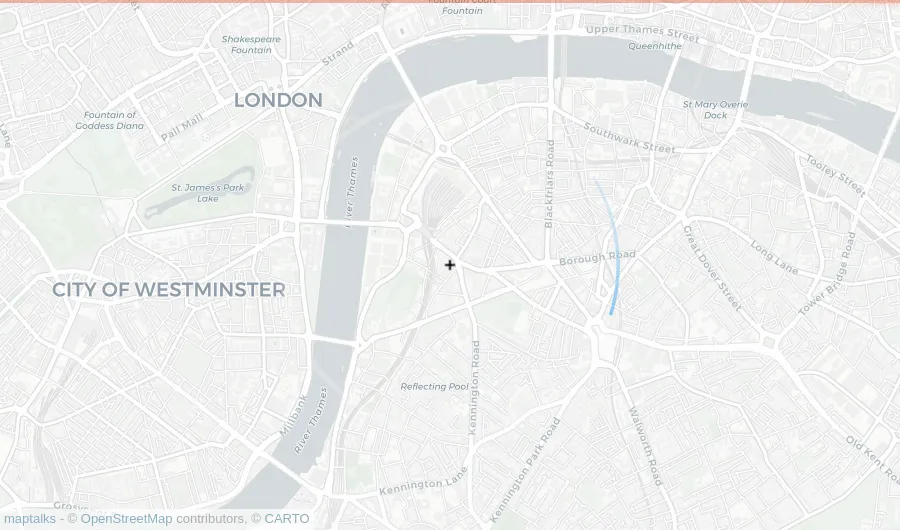 Fountain Court
Fountain
Upper Thames Street
Queenhithe
Shakespeare
Fountain
Strand
LONDON
St Mary Overie
Dock
Fountain of
Goddess Diana
Pall Mall
Lane
Southwark Street
Blackfriars Road
Tooley Street
St. James's Park
Lake
River Thames
Great Dover Street
Long Lane
Borough Road
Tower Bridge Road
CITY OF WESTMINSTER
Kennington Road
Reflecting Pool
Millbank
River Thames
Walworth Road
Kennington Park Road
Old Kent Road
Kennington Lane
maptalks - © OpenStreetMap contributors, © CARTO